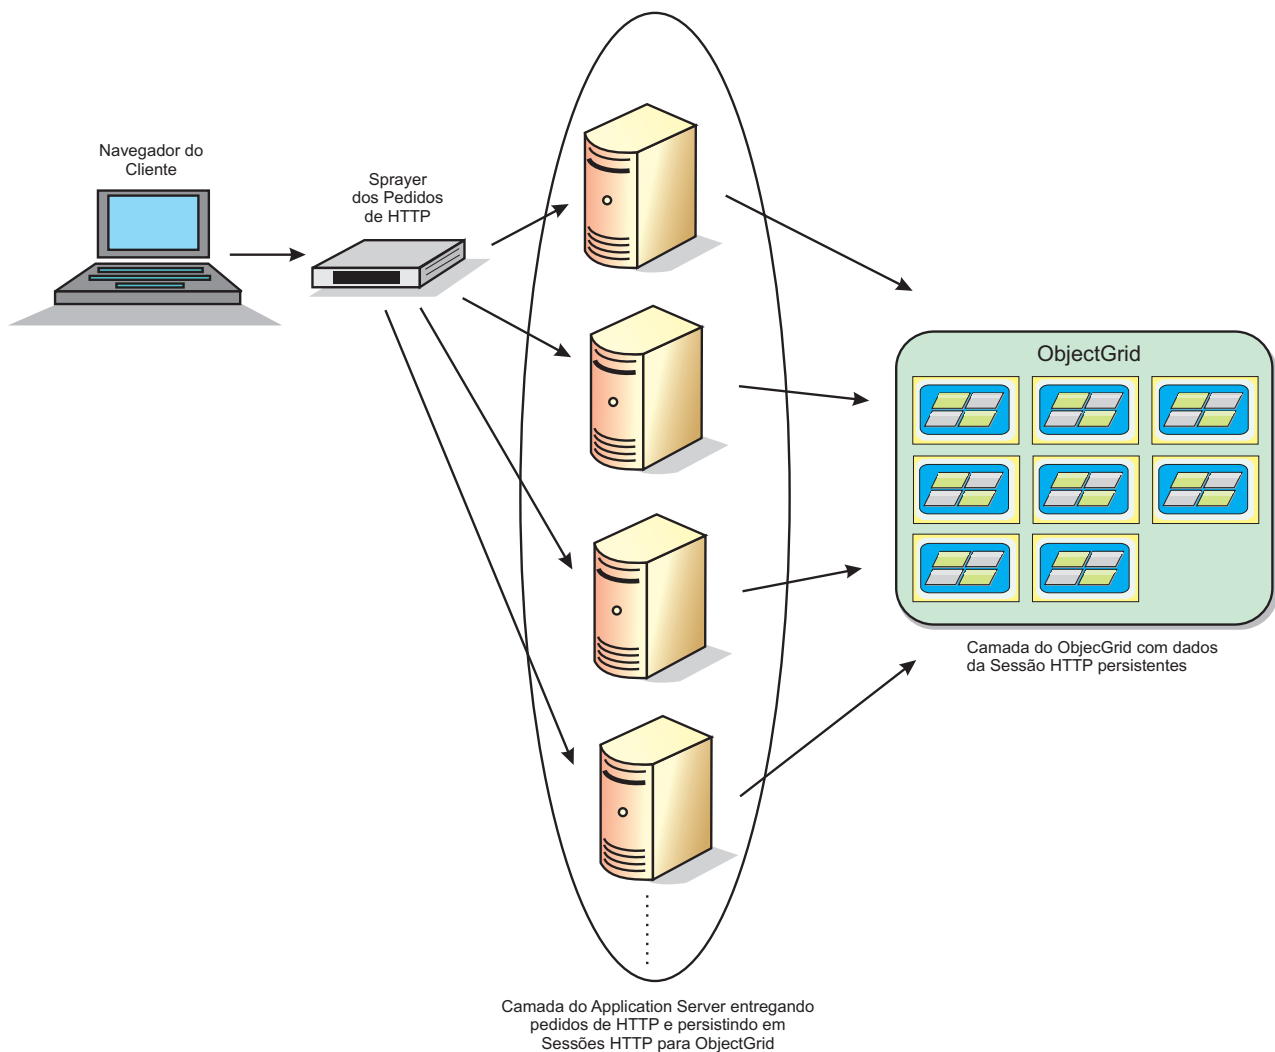 Navegador do
Cliente
Sprayer
dos Pedidos
de HTTP
ObjectGrid
Camada do ObjecGrid com dados
da Sessão HTTP persistentes
Camada do Application Server entregando
pedidos de HTTP e persistindo em
Sessões HTTP para ObjectGrid